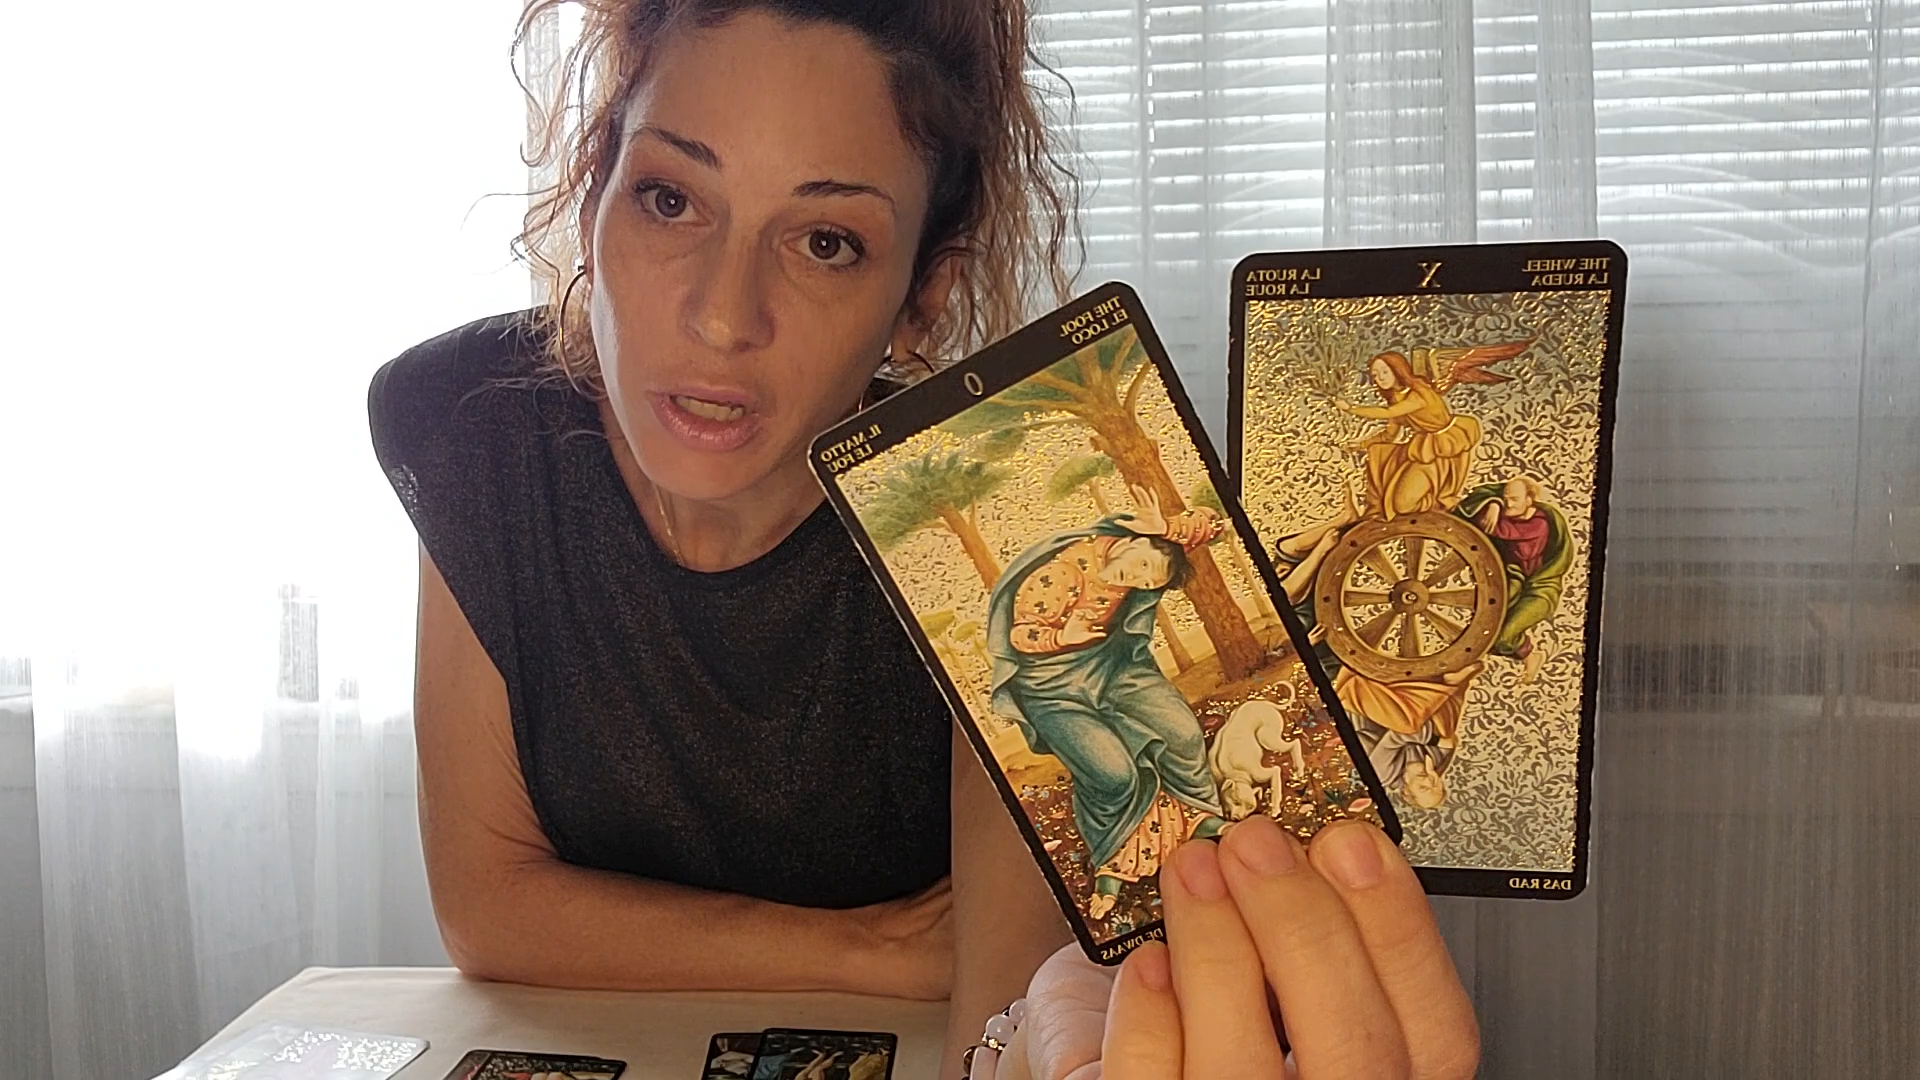 THE FOOL
EL LOCO
0
IL MATTO
LE FOU
DE DWAAS
THE WHEEL
LA RUEDA
X
LA RUOTA
LA ROUE
DAS RAD